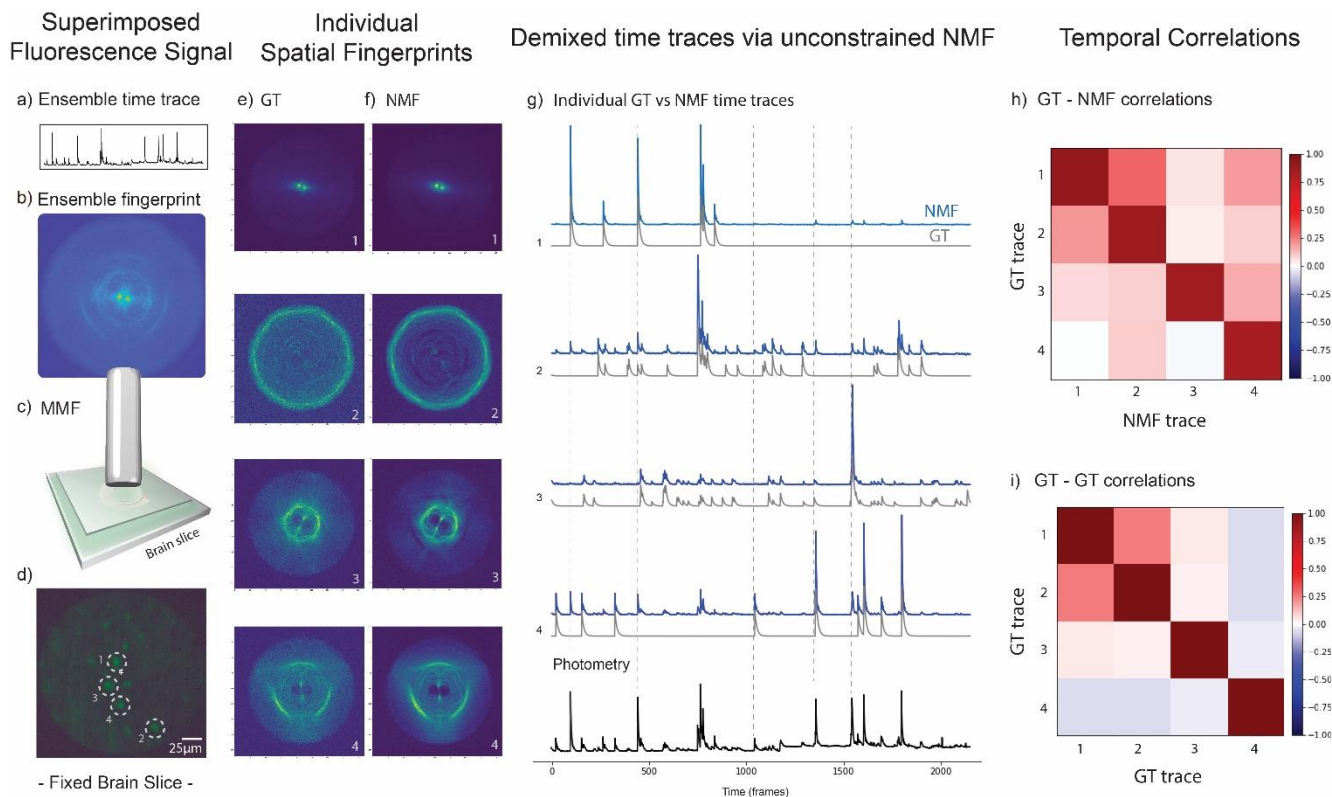 Superimposed
Fluorescence Signal
Individual
Spatial Fingerprints
Demixed time traces via unconstrained NMF
Temporal Correlations
a) Ensemble time trace
b) Ensemble fingerprint
c) MMF
Brain slice
d)
1
3
4
2
25µm
- Fixed Brain Slice -
e) GT
f) NMF
1
1
2
2
3
3
4
4
g) Individual GT vs NMF time traces
NMF
GT
1
2
3
4
Photometry
0
500
1000
1500
2000
Time (frames)
h) GT - NMF correlations
GT trace
1
2
3
4
1 2 3 4
NMF trace
1.00
0.75
0.50
0.25
0.00
−0.25
−0.50
−0.75
−1.00
i) GT - GT correlations
GT trace
1
2
3
4
1 2 3 4
GT trace
1.00
0.75
0.50
0.25
0.00
−0.25
−0.50
−0.75
−1.00